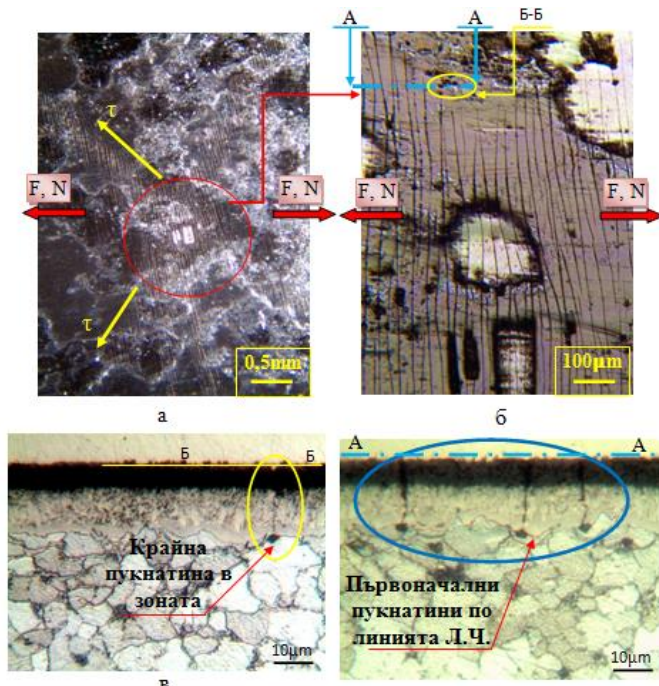 А
А
Б-Б
τ
F, N
F, N
F, N
τ
0,5mm
100μm
а
б
Б
Б
Крайна
пукнатина в
зоната
10μm
в
А
А
Първоначални
пукнатини по
линията Л.Ч.
10μm